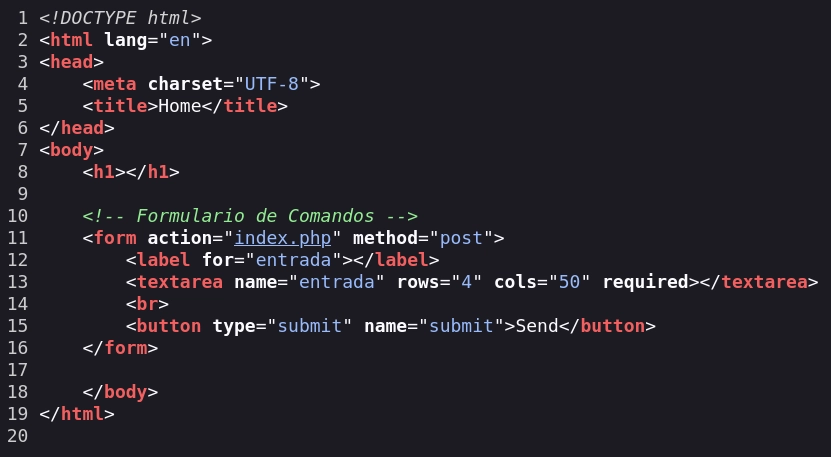 1 <!DOCTYPE html>
2 <html lang="en">
3 <head>
4     <meta charset="UTF-8">
5     <title>Home</title>
6 </head>
7 <body>
8     <h1></h1>
9
10     <!-- Formulario de Comandos -->
11     <form action="index.php" method="post">
12         <label for="entrada"></label>
13         <textarea name="entrada" rows="4" cols="50" required></textarea>
14         <br>
15         <button type="submit" name="submit">Send</button>
16     </form>
17
18     </body>
19 </html>
20